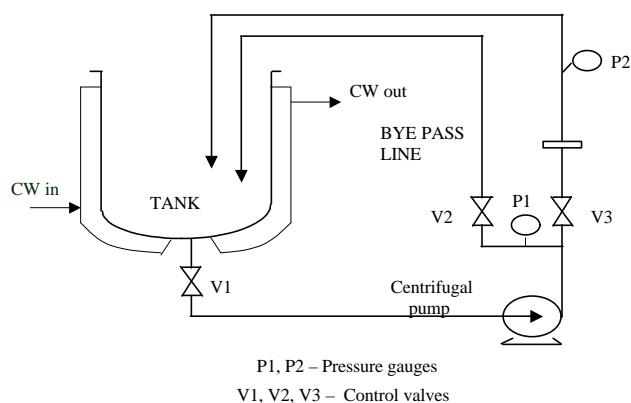 P2
CW out
BYE PASS
LINE
CW in
TANK
P1
V2
V3
V1
Centrifugal
pump
P1, P2 – Pressure gauges
V1, V2, V3 – Control valves